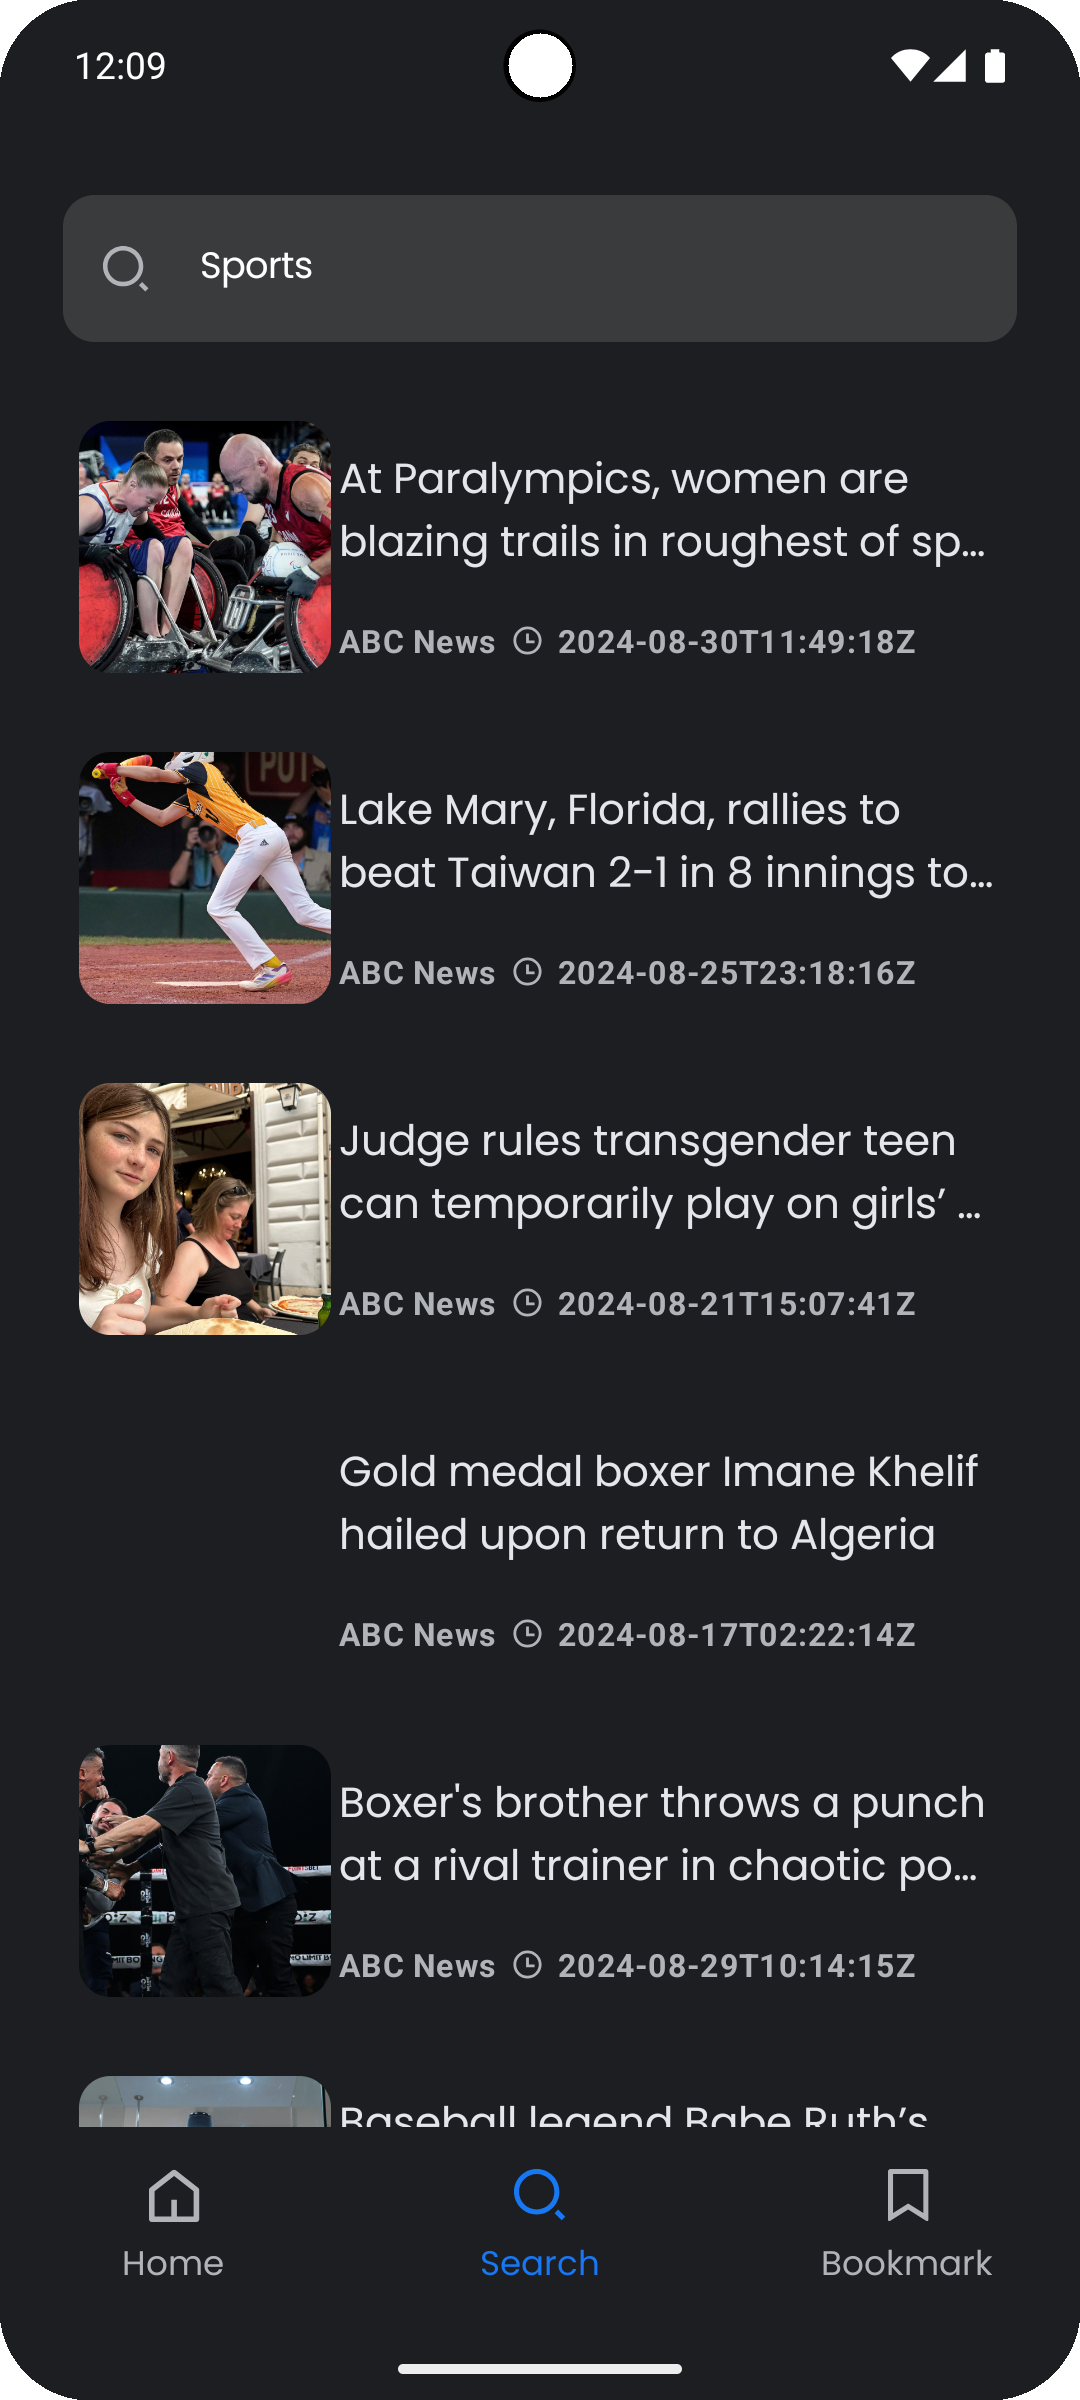 12:09
Sports
At Paralympics, women are
blazing trails in roughest of sp...
ABC News 2024-08-30T11:49:18Z
Lake Mary, Florida, rallies to
beat Taiwan 2-1 in 8 innings to...
ABC News 2024-08-25T23:18:16Z
Judge rules transgender teen
can temporarily play on girls’ ...
ABC News 2024-08-21T15:07:41Z
Gold medal boxer Imane Khelif
hailed upon return to Algeria
ABC News 2024-08-17T02:22:14Z
Boxer's brother throws a punch
at a rival trainer in chaotic po...
ABC News 2024-08-29T10:14:15Z
Baseball legend Babe Ruth’s
Home
Search
Bookmark